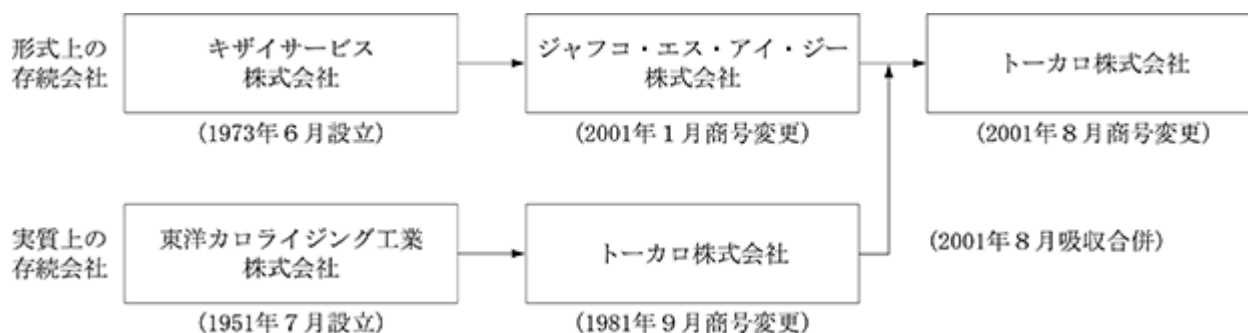 形式上の
存続会社
キザイサービス
株式会社
(1973年6月設立)
ジャフコ・エス・アイ・ジー
株式会社
(2001年1月商号変更)
トーカロ株式会社
(2001年8月商号変更)
実質上の
存続会社
東洋カロライジング工業
株式会社
(1951年7月設立)
トーカロ株式会社
(1981年9月商号変更)
(2001年8月吸収合併)